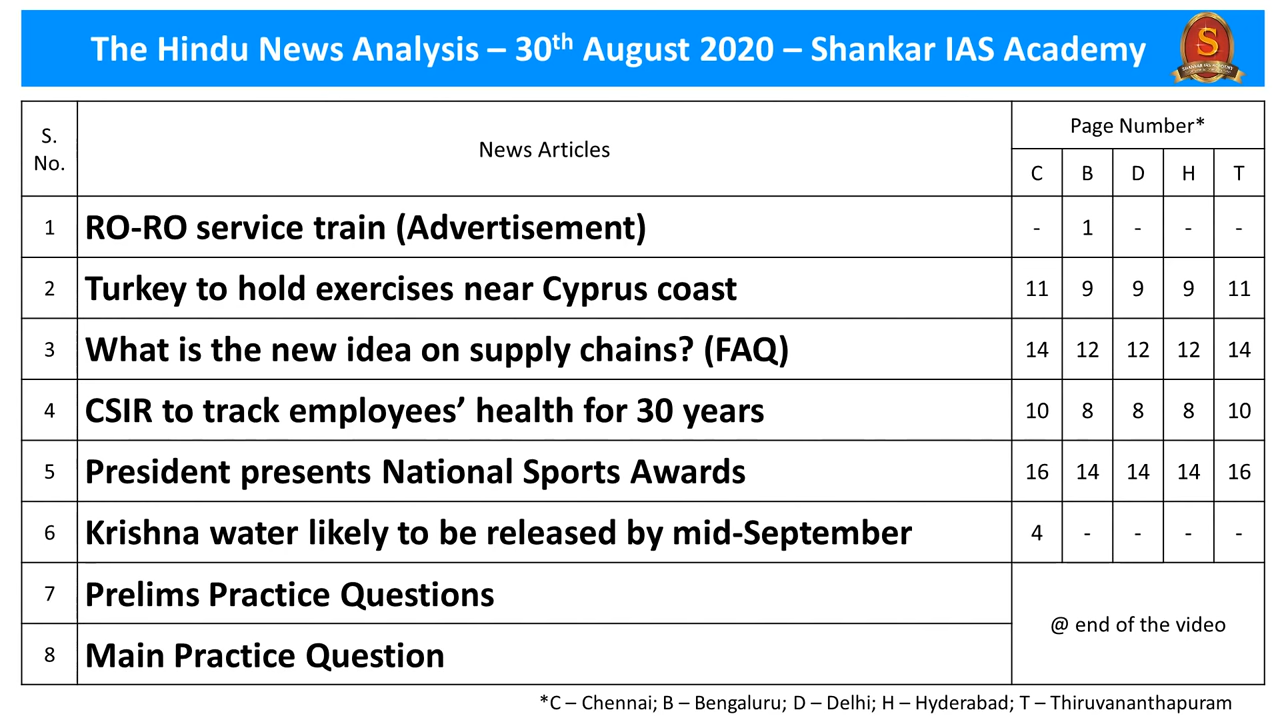 The Hindu News Analysis – 30th August 2020 – Shankar IAS Academy
S
SHANKAR IAS ACADEMY
S. No.
News Articles
Page Number*
C B D H T
1 RO-RO service train (Advertisement) - 1 - - -
2 Turkey to hold exercises near Cyprus coast 11 9 9 9 11
3 What is the new idea on supply chains? (FAQ) 14 12 12 12 14
4 CSIR to track employees’ health for 30 years 10 8 8 8 10
5 President presents National Sports Awards 16 14 14 14 16
6 Krishna water likely to be released by mid-September 4 - - - -
7 Prelims Practice Questions
@ end of the video
8 Main Practice Question
*C – Chennai; B – Bengaluru; D – Delhi; H – Hyderabad; T – Thiruvananthapuram